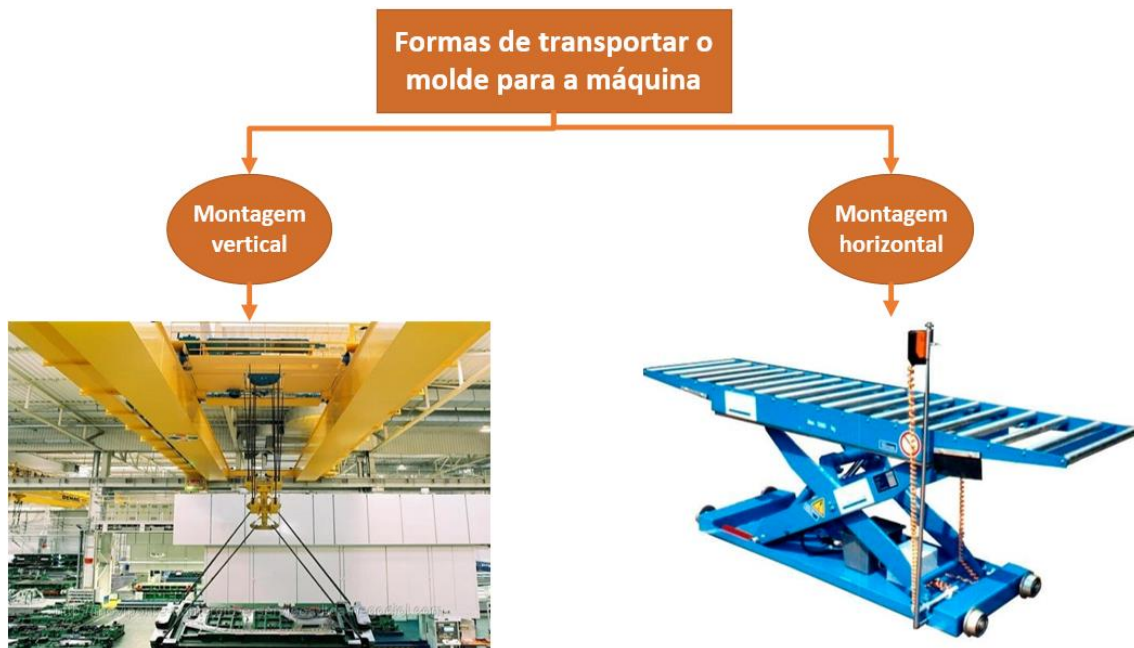 Formas de transportar o
molde para a máquina
Montagem
vertical
Montagem
horizontal